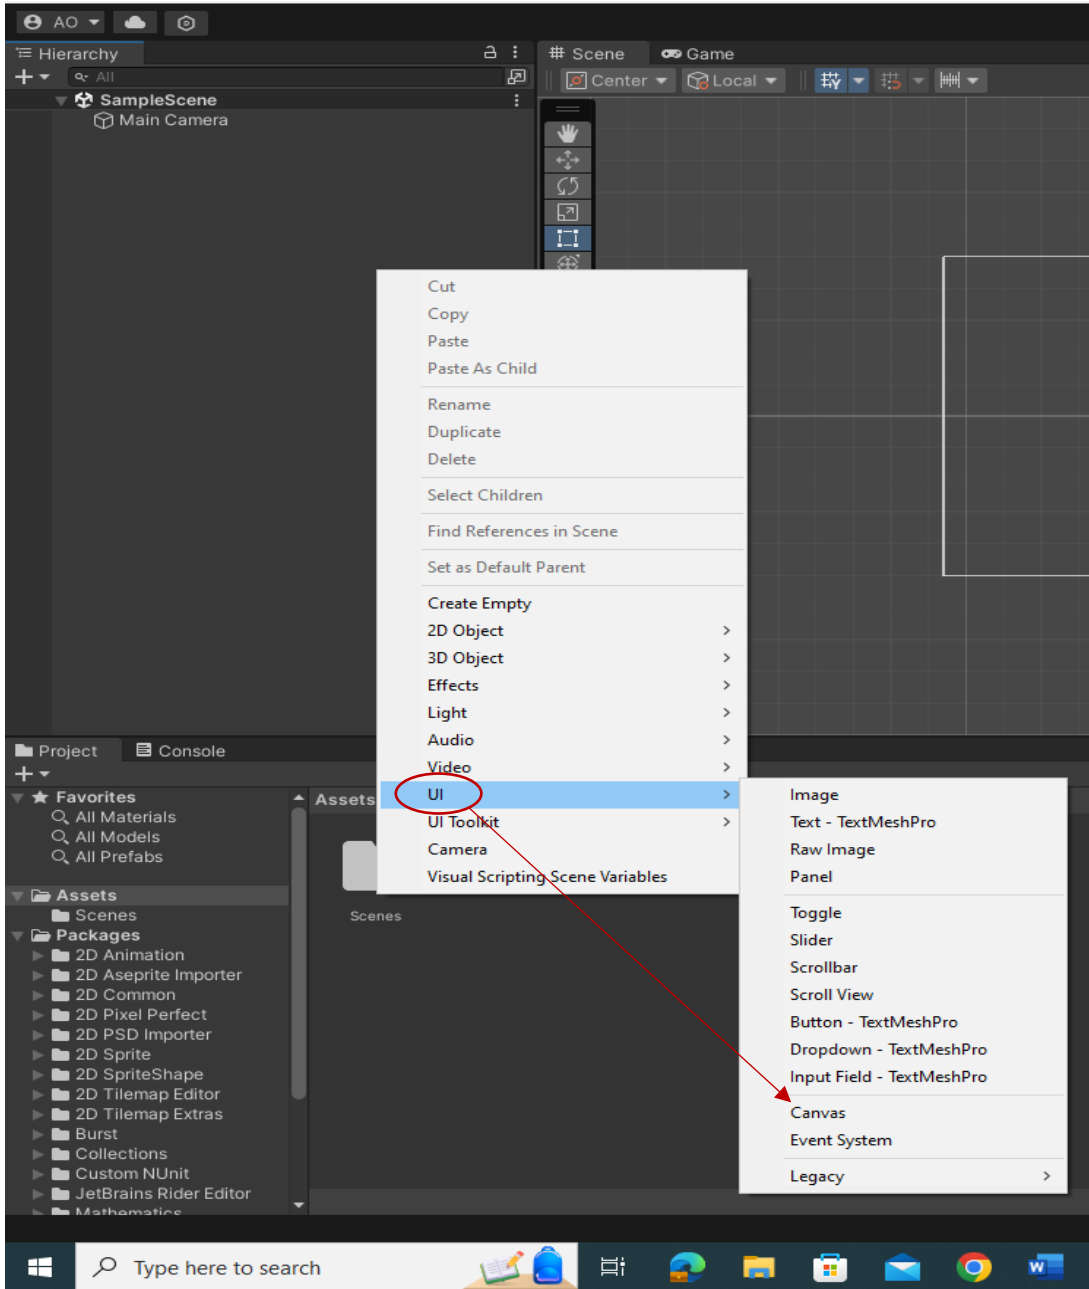 AO
Hierarchy
All
SampleScene
Main Camera
# Scene
Game
Center
Local
Cut
Copy
Paste
Paste As Child
Rename
Duplicate
Delete
Select Children
Find References in Scene
Set as Default Parent
Create Empty
2D Object
3D Object
Effects
Light
Audio
Video
UI
UI Toolkit
Camera
Visual Scripting Scene Variables
Image
Text - TextMeshPro
Raw Image
Panel
Toggle
Slider
Scrollbar
Scroll View
Button - TextMeshPro
Dropdown - TextMeshPro
Input Field - TextMeshPro
Canvas
Event System
Legacy
Project
Console
Favorites
All Materials
All Models
All Prefabs
Assets
Scenes
Packages
2D Animation
2D Aseprite Importer
2D Common
2D Pixel Perfect
2D PSD Importer
2D Sprite
2D SpriteShape
2D Tilemap Editor
2D Tilemap Extras
Burst
Collections
Custom NUnit
JetBrains Rider Editor
Mathematics
Assets
Scenes
Type here to search
W